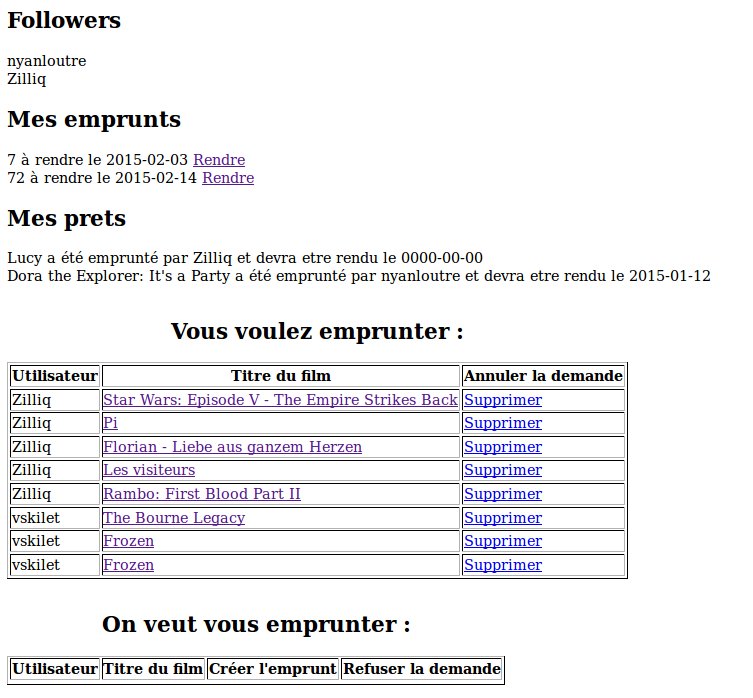 Followers
nyanloutre
Zilliq
Mes emprunts
7 à rendre le 2015-02-03 Rendre
72 à rendre le 2015-02-14 Rendre
Mes prets
Lucy a été emprunté par Zilliq et devra etre rendu le 0000-00-00
Dora the Explorer: It's a Party a été emprunté par nyanloutre et devra etre rendu le 2015-01-12
Vous voulez emprunter :
Utilisateur Titre du film Annuler la demande
Zilliq Star Wars: Episode V - The Empire Strikes Back Supprimer
Zilliq Pi Supprimer
Zilliq Florian - Liebe aus ganzem Herzen Supprimer
Zilliq Les visiteurs Supprimer
Zilliq Rambo: First Blood Part II Supprimer
vskilet The Bourne Legacy Supprimer
vskilet Frozen Supprimer
vskilet Frozen Supprimer
On veut vous emprunter :
Utilisateur Titre du film Créer l'emprunt Refuser la demande